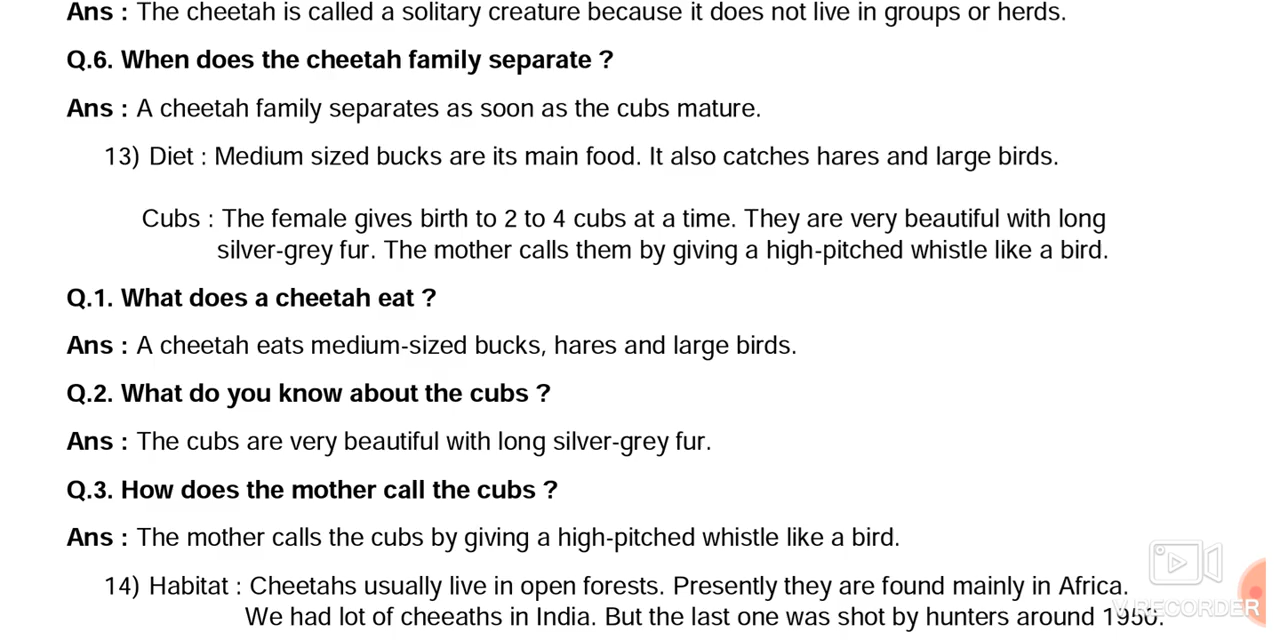 Ans : The cheetah is called a solitary creature because it does not live in groups or herds.
Q.6. When does the cheetah family separate ?
Ans : A cheetah family separates as soon as the cubs mature.
13) Diet : Medium sized bucks are its main food. It also catches hares and large birds.
Cubs : The female gives birth to 2 to 4 cubs at a time. They are very beautiful with long
silver-grey fur. The mother calls them by giving a high-pitched whistle like a bird.
Q.1. What does a cheetah eat ?
Ans : A cheetah eats medium-sized bucks, hares and large birds.
Q.2. What do you know about the cubs ?
Ans : The cubs are very beautiful with long silver-grey fur.
Q.3. How does the mother call the cubs ?
Ans : The mother calls the cubs by giving a high-pitched whistle like a bird.
14) Habitat : Cheetahs usually live in open forests. Presently they are found mainly in Africa.
We had lot of cheeaths in India. But the last one was shot by hunters around 1950.
V RECORDER